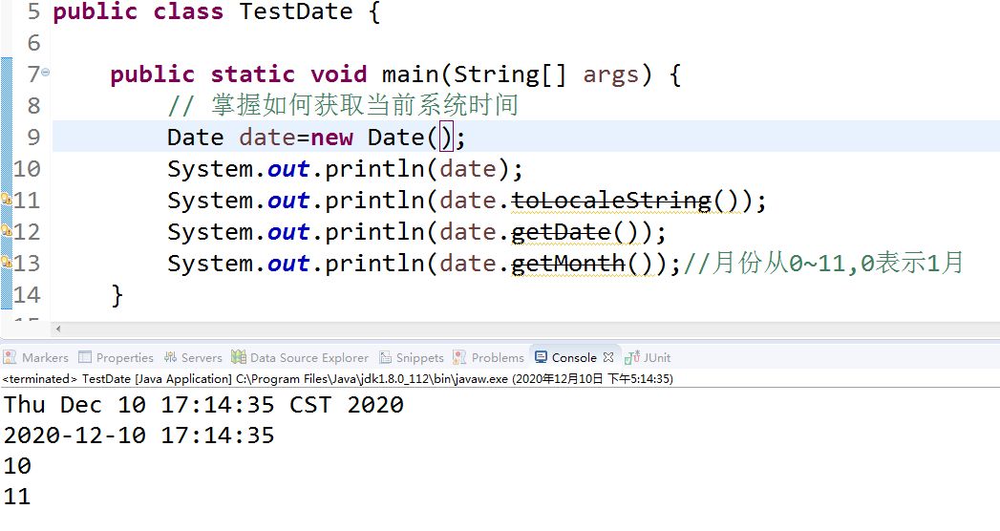 5 public class TestDate {
6
7 public static void main(String[] args) {
8 // 掌握如何获取当前系统时间
9 Date date=new Date();
10 System.out.println(date);
11 System.out.println(date.toLocaleString());
12 System.out.println(date.getDate());
13 System.out.println(date.getMonth());//月份从0~11,0表示1月
14 }
Markers Properties Servers Data Source Explorer Snippets Problems Console JUnit
<terminated> TestDate [Java Application] C:\Program Files\Java\jdk1.8.0_112\bin\javaw.exe (2020年12月10日 下午5:14:35)
Thu Dec 10 17:14:35 CST 2020
2020-12-10 17:14:35
10
11